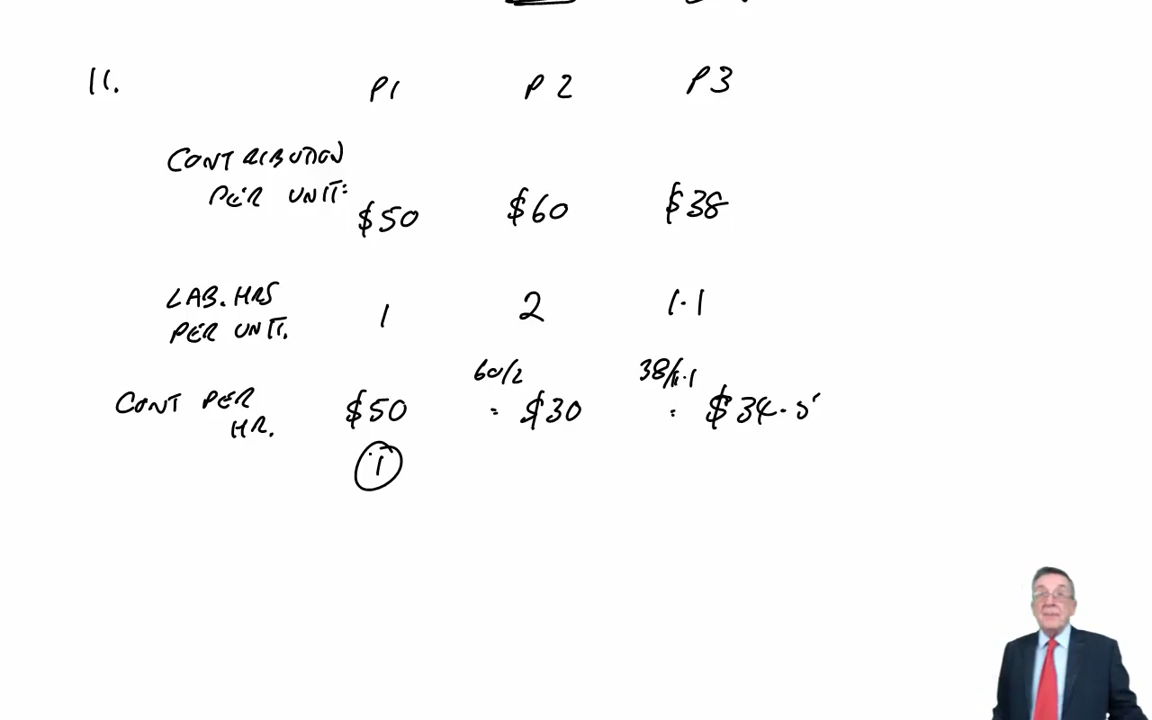 11. P1 P2 P3
CONTRIBUTION
PER UNIT: $50 $60 $38
LAB. HRS
PER UNIT. 1 2 1.1
60/2 38/1.1
CONT PER $50 = $30 = $34.5
HR.
1